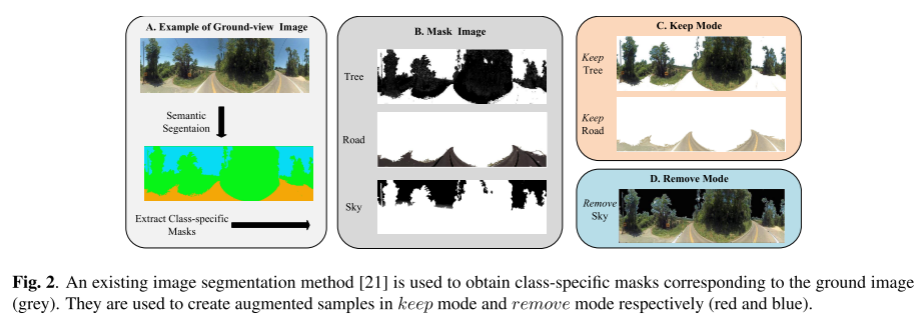 A. Example of Ground-view Image
Semantic
Segentaion
Extract Class-specific
Masks
B. Mask Image
Tree
Road
Sky
C. Keep Mode
Keep
Tree
Keep
Road
D. Remove Mode
Remove
Sky
Fig. 2. An existing image segmentation method [21] is used to obtain class-specific masks corresponding to the ground image
(grey). They are used to create augmented samples in keep mode and remove mode respectively (red and blue).